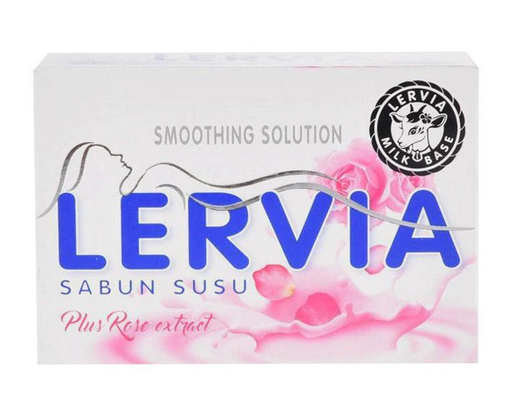 SMOOTHING SOLUTION
LERVIA
MILK BASE
LERVIA
SABUN SUSU
Plus Rose extract